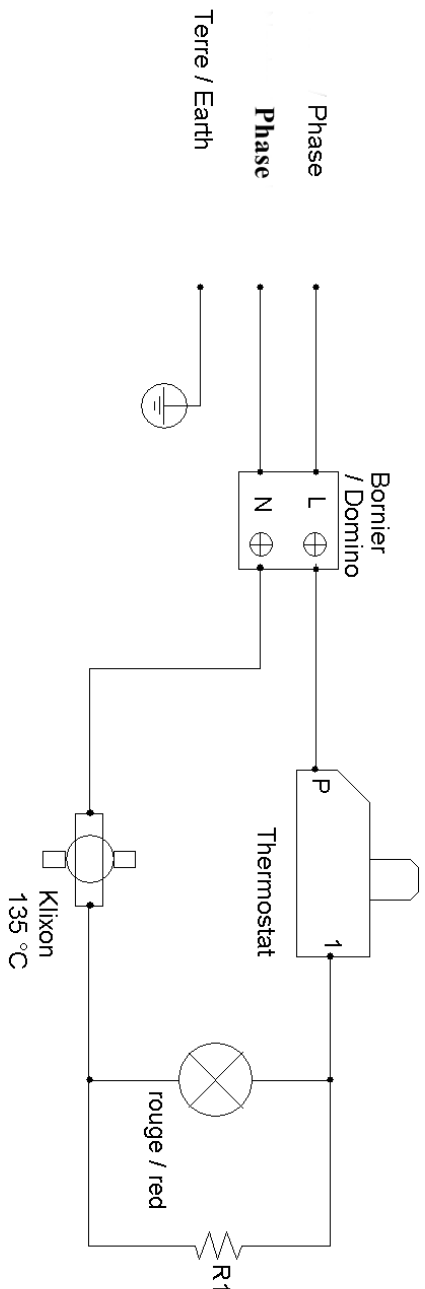 / Phase
Phase
Terre / Earth
Bornier
/ Domino
L
N
P
1
Thermostat
Klixon
135 °C
rouge / red
R1